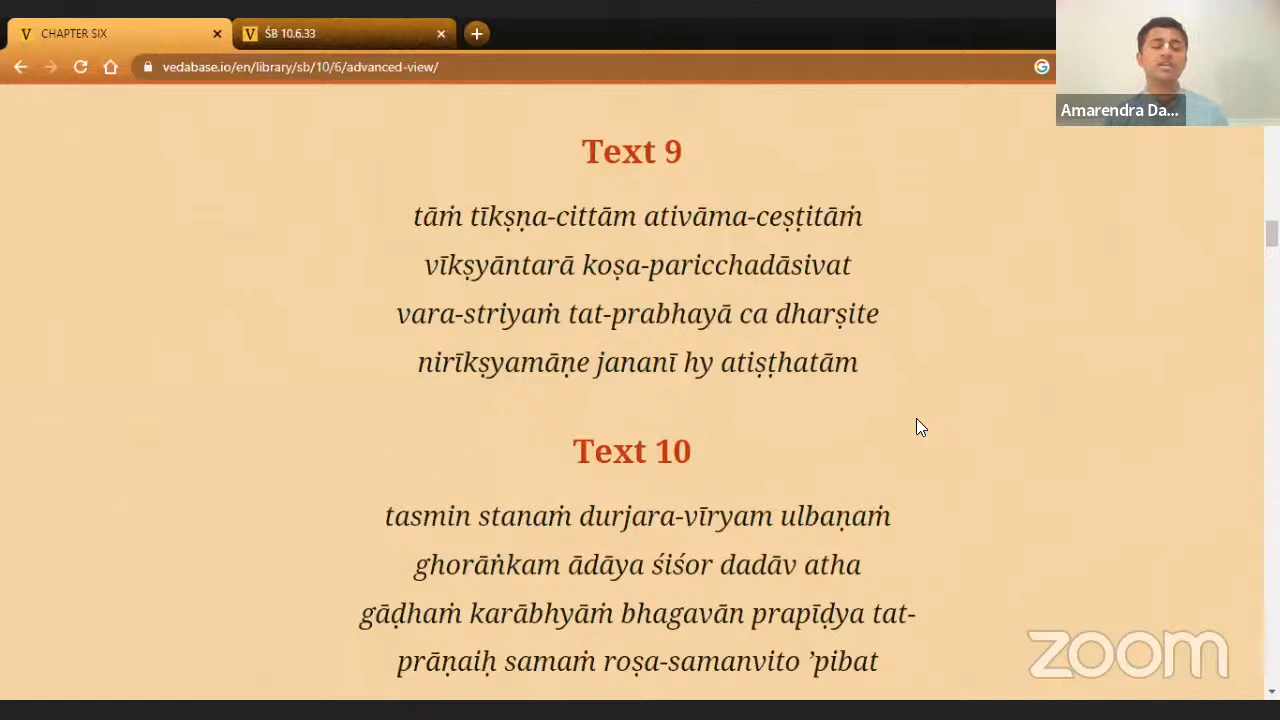 CHAPTER SIX
ŚB 10.6.33
vedabase.io/en/library/sb/10/6/advanced-view/
Amarendra Da...
Text 9
tāṁ tīkṣṇa-cittām ativāma-ceṣṭitāṁ
vīkṣyāntarā koṣa-paricchadāsivat
vara-striyaṁ tat-prabhayā ca dharṣite
nirīkṣyamāṇe jananī hy atiṣṭhatām
Text 10
tasmin stanaṁ durjara-vīryam ulbaṇaṁ
ghorāṅkam ādāya śiśor dadāv atha
gāḍhaṁ karābhyāṁ bhagavān prapīḍya tat-
prāṇaiḥ samaṁ roṣa-samanvito ’pibat
zoom